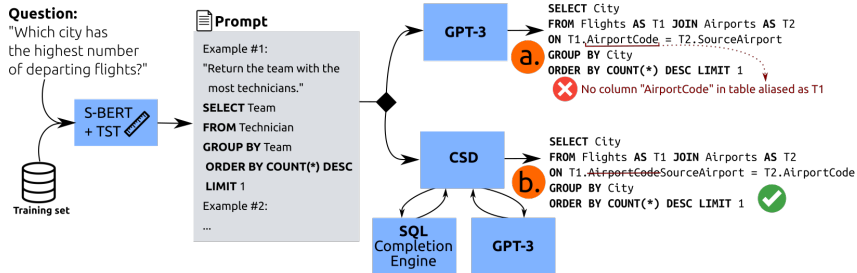 Question:
"Which city has
the highest number
of departing flights?"
S-BERT
+ TST
Training set
Prompt
Example #1:
"Return the team with the
most technicians."
SELECT Team
FROM Technician
GROUP BY Team
ORDER BY COUNT(*) DESC
LIMIT 1
Example #2:
...
GPT-3
a.
SELECT City
FROM Flights AS T1 JOIN Airports AS T2
ON T1.AirportCode = T2.SourceAirport
GROUP BY City
ORDER BY COUNT(*) DESC LIMIT 1
No column "AirportCode" in table aliased as T1
CSD
b.
SELECT City
FROM Flights AS T1 JOIN Airports AS T2
ON T1.AirportCodeSourceAirport = T2.AirportCode
GROUP BY City
ORDER BY COUNT(*) DESC LIMIT 1
SQL
Completion
Engine
GPT-3